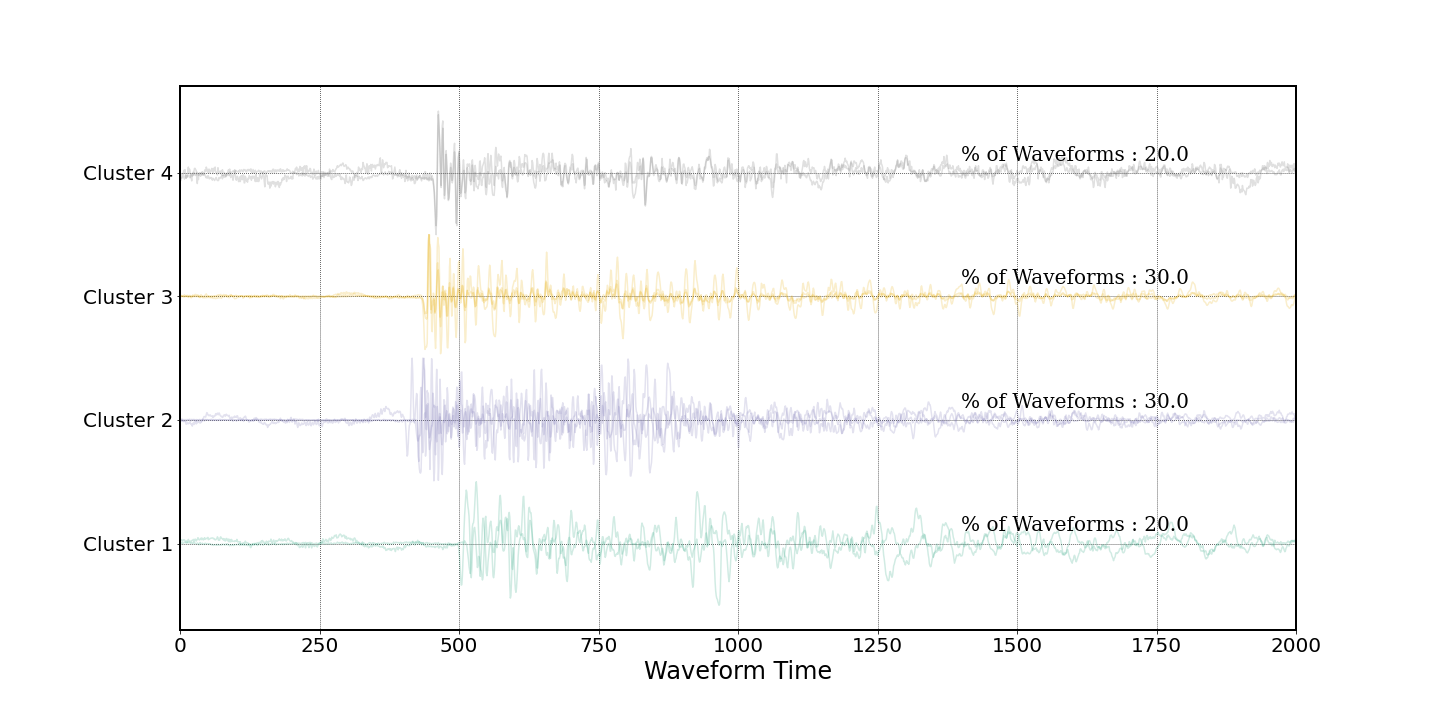 Cluster 4
% of Waveforms : 20.0
Cluster 3
% of Waveforms : 30.0
Cluster 2
% of Waveforms : 30.0
Cluster 1
% of Waveforms : 20.0
0 250 500 750 1000 1250 1500 1750 2000
Waveform Time